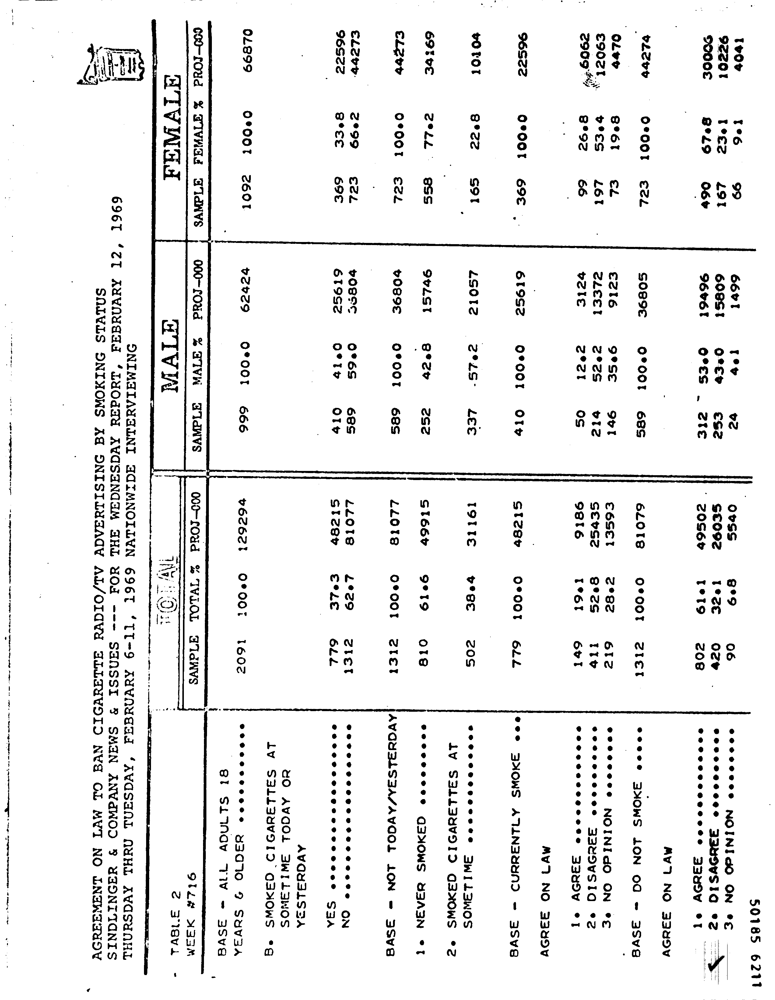 AGREEMENT ON LAW TO BAN CIGARETTE RADIO/TV ADVERTISING BY SMOKING STATUS
SINDLINGER & COMPANY NEWS & ISSUES --- FOR THE WEDNESDAY REPORT, FEBRUARY 12, 1969
THURSDAY THRU TUESDAY, FEBRUARY 6-11, 1969 NATIONWIDE INTERVIEWING
- TABLE 2 TOTAL MALE FEMALE
WEEK #716 SAMPLE TOTAL % PROJ-000 SAMPLE MALE % PROJ-000 SAMPLE FEMALE % PROJ-000
BASE - ALL ADULTS 18
YEARS & OLDER ........... 2091 100.0 129294 999 100.0 62424 1092 100.0 66870
B. SMOKED CIGARETTES AT
SOMETIME TODAY OR
YESTERDAY
YES .................... 779 37.3 48215 410 41.0 25619 369 33.8 22596
NO ..................... 1312 62.7 81077 589 59.0 36804 723 66.2 44273
BASE - NOT TODAY/YESTERDAY 1312 100.0 81077 589 100.0 36804 723 100.0 44273
1. NEVER SMOKED ......... 810 61.6 49915 252 42.8 15746 558 77.2 34169
2. SMOKED CIGARETTES AT
SOMETIME .............. 502 38.4 31161 337 57.2 21057 165 22.8 10104
BASE - CURRENTLY SMOKE ... 779 100.0 48215 410 100.0 25619 369 100.0 22596
AGREE ON LAW
1. AGREE .............. 149 19.1 9186 50 12.2 3124 99 26.8 6062
2. DISAGREE ........... 411 52.8 25435 214 52.2 13372 197 53.4 12063
3. NO OPINION ......... 219 28.2 13593 146 35.6 9123 73 19.8 4470
BASE - DO NOT SMOKE ..... 1312 100.0 81079 589 100.0 36805 723 100.0 44274
AGREE ON LAW
1. AGREE .............. 802 61.1 49502 312 53.0 19496 490 67.8 30006
2. DISAGREE ........... 420 32.1 26035 253 43.0 15809 167 23.1 10226
3. NO OPINION ......... 90 6.8 5540 24 4.1 1499 66 9.1 4041
50185 6211